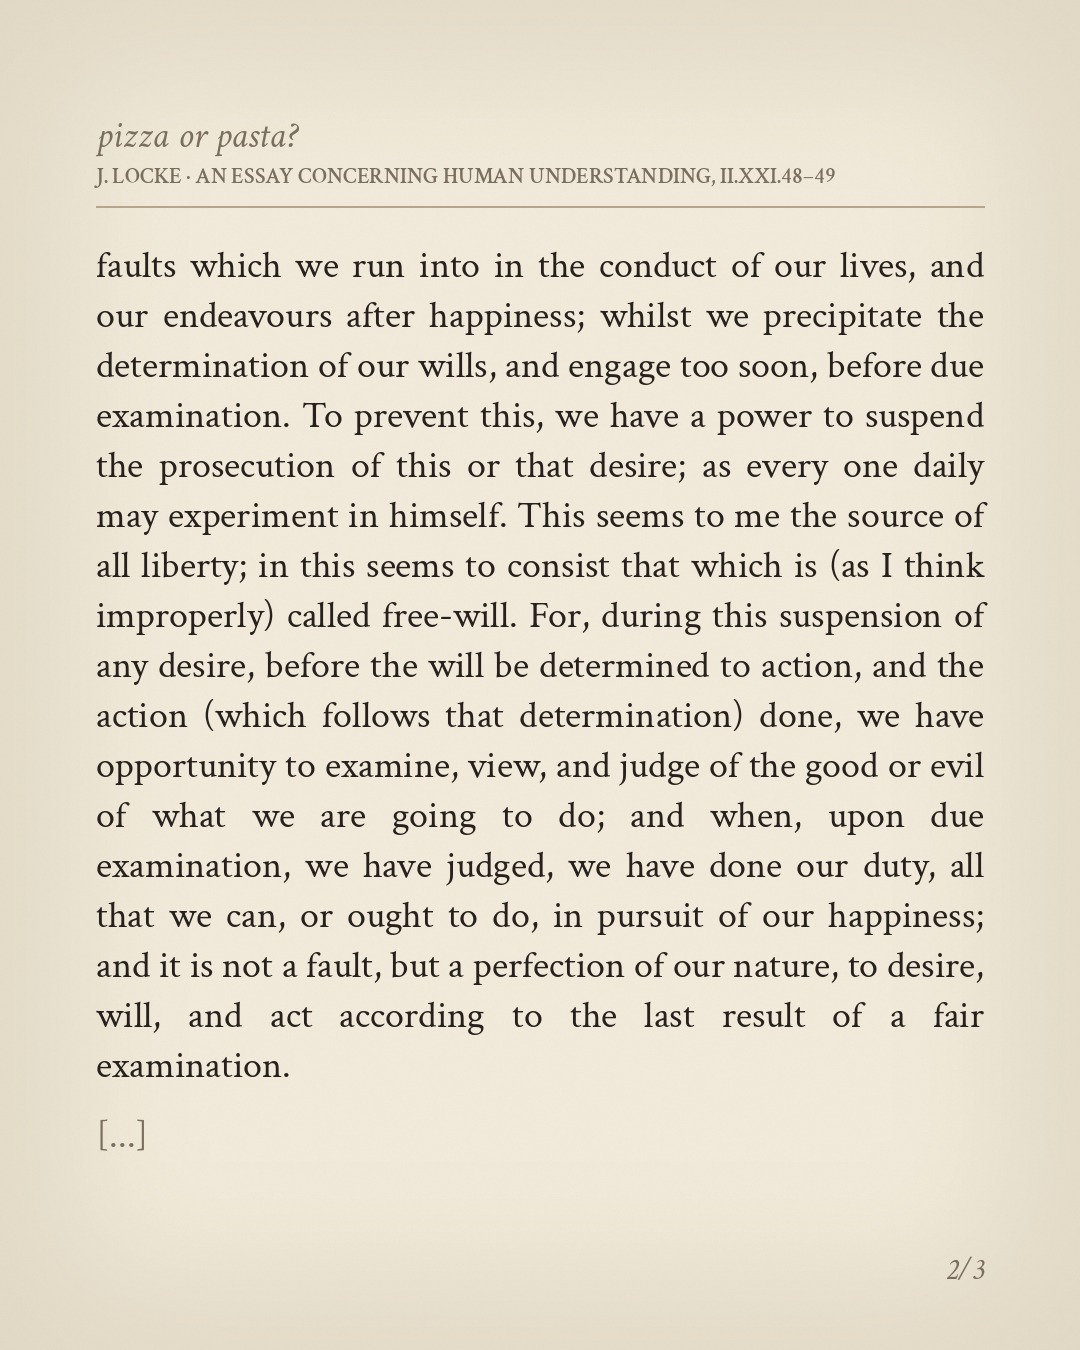 pizza or pasta?
J. LOCKE · AN ESSAY CONCERNING HUMAN UNDERSTANDING, II.XXI.48–49
faults which we run into in the conduct of our lives, and
our endeavours after happiness; whilst we precipitate the
determination of our wills, and engage too soon, before due
examination. To prevent this, we have a power to suspend
the prosecution of this or that desire; as every one daily
may experiment in himself. This seems to me the source of
all liberty; in this seems to consist that which is (as I think
improperly) called free-will. For, during this suspension of
any desire, before the will be determined to action, and the
action (which follows that determination) done, we have
opportunity to examine, view, and judge of the good or evil
of what we are going to do; and when, upon due
examination, we have judged, we have done our duty, all
that we can, or ought to do, in pursuit of our happiness;
and it is not a fault, but a perfection of our nature, to desire,
will, and act according to the last result of a fair
examination.
[...]
2/3